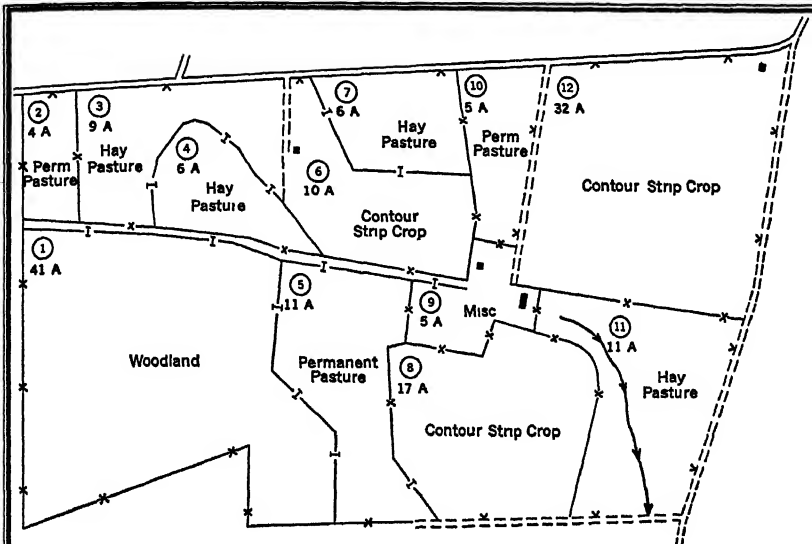 2
4 A
Perm
Pasture
3
9 A
Hay
Pasture
4
6 A
Hay
Pasture
7
6 A
Hay
Pasture
6
10 A
Contour
Strip Crop
10
5 A
Perm
Pasture
12
32 A
Contour Strip Crop
1
41 A
Woodland
5
11 A
Permanent
Pasture
9
5 A
Misc
8
17 A
Contour Strip Crop
11
11 A
Hay
Pasture